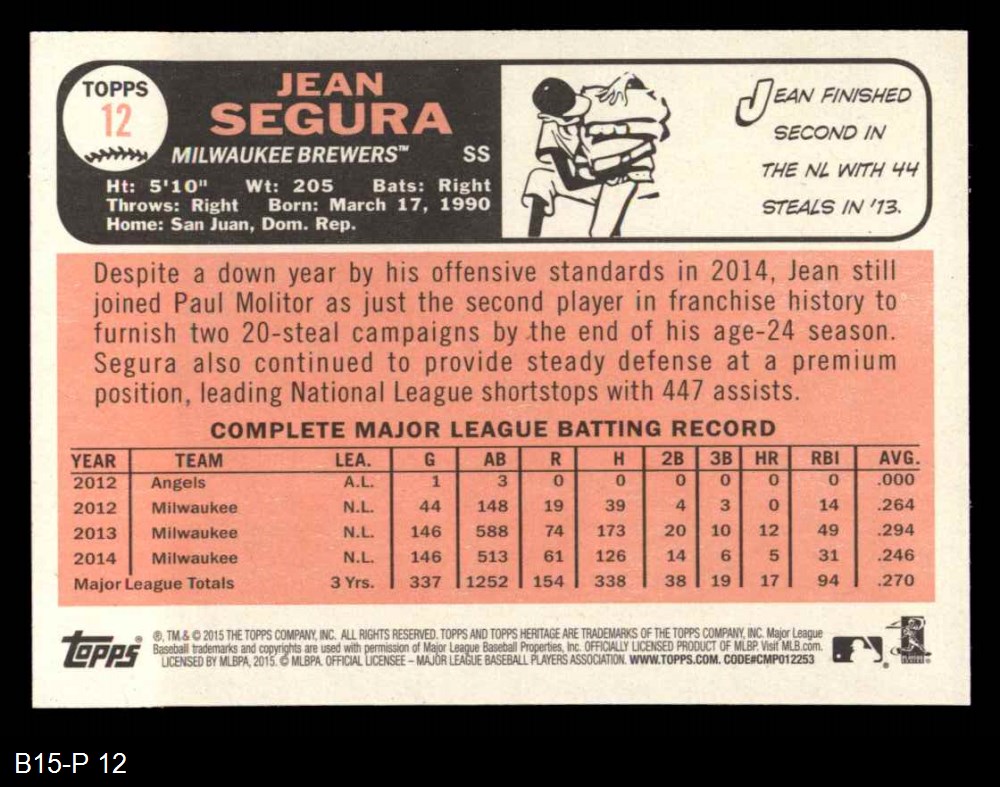 TOPPS
12
JEAN
SEGURA
MILWAUKEE BREWERS™ SS
Ht: 5'10" Wt: 205 Bats: Right
Throws: Right Born: March 17, 1990
Home: San Juan, Dom. Rep.
JEAN FINISHED
SECOND IN
THE NL WITH 44
STEALS IN '13.
Despite a down year by his offensive standards in 2014, Jean still
joined Paul Molitor as just the second player in franchise history to
furnish two 20-steal campaigns by the end of his age-24 season.
Segura also continued to provide steady defense at a premium
position, leading National League shortstops with 447 assists.
COMPLETE MAJOR LEAGUE BATTING RECORD
YEAR TEAM LEA. G AB R H 2B 3B HR RBI AVG.
2012 Angels A.L. 1 3 0 0 0 0 0 0 .000
2012 Milwaukee N.L. 44 148 19 39 4 3 0 14 .264
2013 Milwaukee N.L. 146 588 74 173 20 10 12 49 .294
2014 Milwaukee N.L. 146 513 61 126 14 6 5 31 .246
Major League Totals 3 Yrs. 337 1252 154 338 38 19 17 94 .270
Topps®
®, TM & © 2015 THE TOPPS COMPANY, INC. ALL RIGHTS RESERVED. TOPPS AND TOPPS HERITAGE ARE TRADEMARKS OF THE TOPPS COMPANY, INC. Major League
Baseball trademarks and copyrights are used with permission of Major League Baseball Properties, Inc. OFFICIALLY LICENSED PRODUCT OF MLBP. Visit MLB.com.
LICENSED BY MLBPA, 2015. © MLBPA. OFFICIAL LICENSEE – MAJOR LEAGUE BASEBALL PLAYERS ASSOCIATION. WWW.TOPPS.COM. CODE#CMP012253
B15-P 12